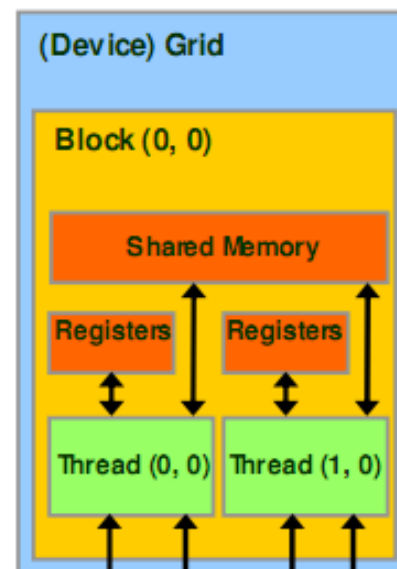 (Device) Grid
Block (0, 0)
Shared Memory
Registers Registers
Thread (0, 0) Thread (1, 0)